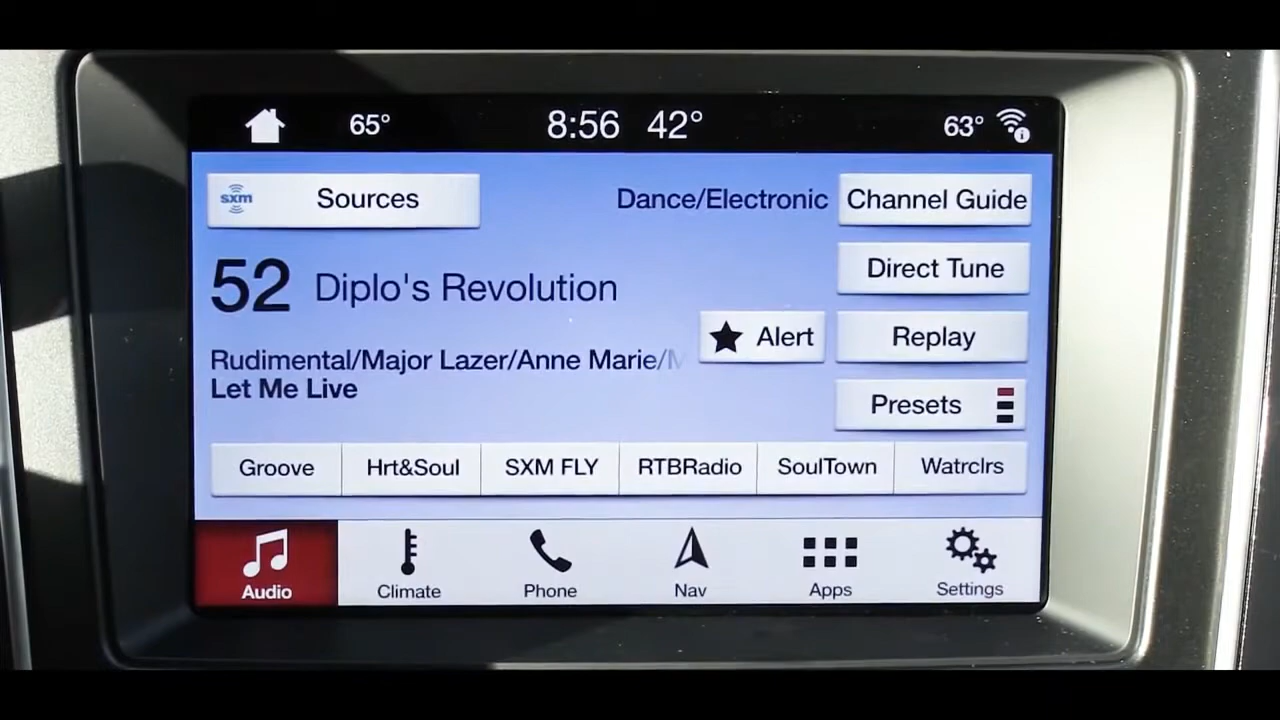 65° 8:56 42° 63°
sxm Sources Dance/Electronic Channel Guide
52 Diplo's Revolution Direct Tune
Alert Replay
Rudimental/Major Lazer/Anne Marie/M
Let Me Live
Presets
Groove Hrt&Soul SXM FLY RTBRadio SoulTown Watrclrs
Audio Climate Phone Nav Apps Settings